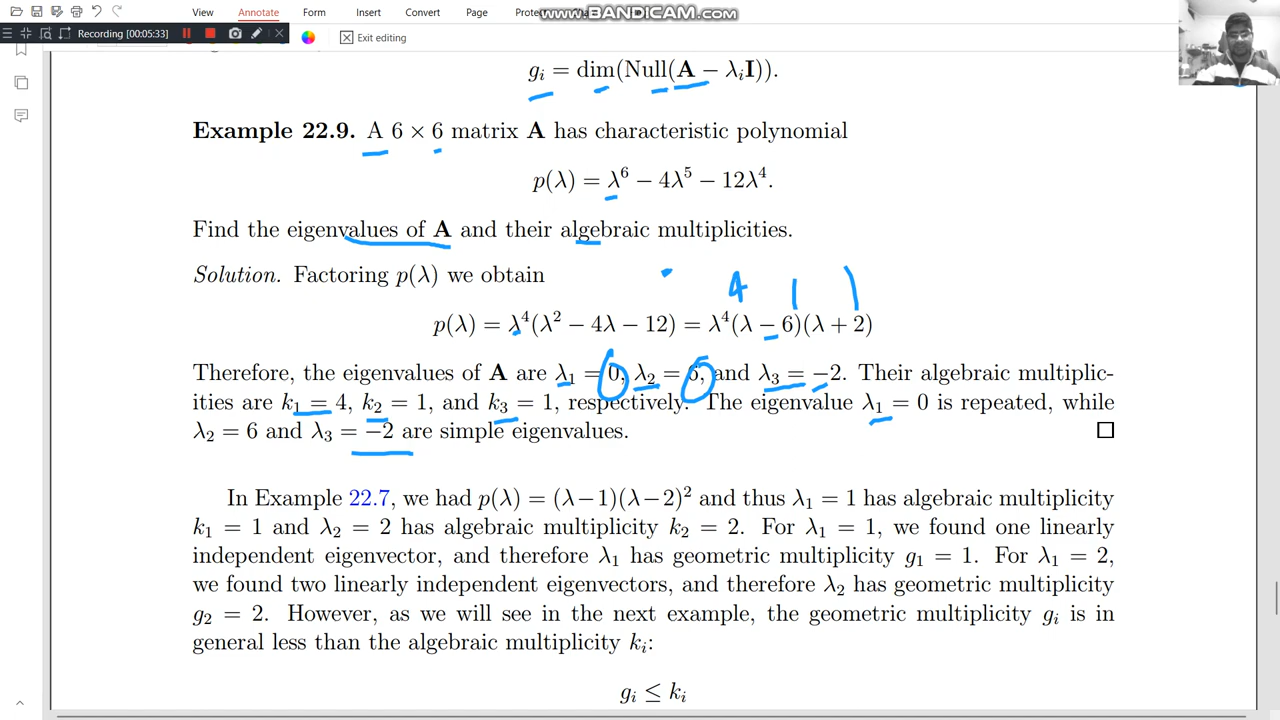 www.BANDICAM.com
View Annotate Form Insert Convert Page
Recording [00:05:33] Exit editing
gᵢ = dim(Null(A − λᵢI)).
Example 22.9. A 6 × 6 matrix A has characteristic polynomial
p(λ) = λ⁶ − 4λ⁵ − 12λ⁴.
Find the eigenvalues of A and their algebraic multiplicities.
Solution. Factoring p(λ) we obtain
4 1 1
p(λ) = λ⁴(λ² − 4λ − 12) = λ⁴(λ − 6)(λ + 2)
Therefore, the eigenvalues of A are λ₁ = 0, λ₂ = 6, and λ₃ = −2. Their algebraic multiplic-
ities are k₁ = 4, k₂ = 1, and k₃ = 1, respectively. The eigenvalue λ₁ = 0 is repeated, while
λ₂ = 6 and λ₃ = −2 are simple eigenvalues.
In Example 22.7, we had p(λ) = (λ−1)(λ−2)² and thus λ₁ = 1 has algebraic multiplicity
k₁ = 1 and λ₂ = 2 has algebraic multiplicity k₂ = 2. For λ₁ = 1, we found one linearly
independent eigenvector, and therefore λ₁ has geometric multiplicity g₁ = 1. For λ₁ = 2,
we found two linearly independent eigenvectors, and therefore λ₂ has geometric multiplicity
g₂ = 2. However, as we will see in the next example, the geometric multiplicity gᵢ is in
general less than the algebraic multiplicity kᵢ:
gᵢ ≤ kᵢ